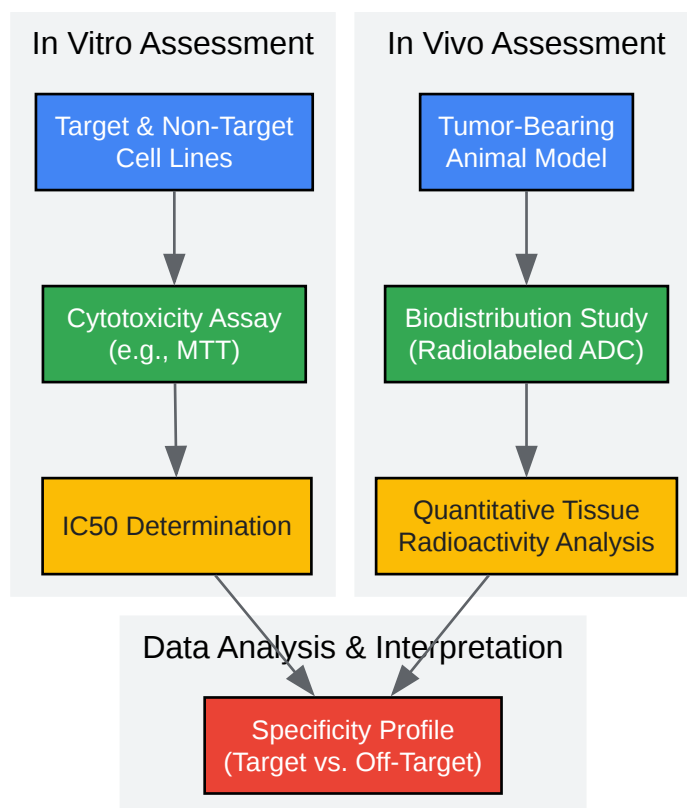 In Vitro Assessment
Target & Non-Target
Cell Lines
Cytotoxicity Assay
(e.g., MTT)
IC50 Determination
In Vivo Assessment
Tumor-Bearing
Animal Model
Biodistribution Study
(Radiolabeled ADC)
Quantitative Tissue
Radioactivity Analysis
Data Analysis & Interpretation
Specificity Profile
(Target vs. Off-Target)